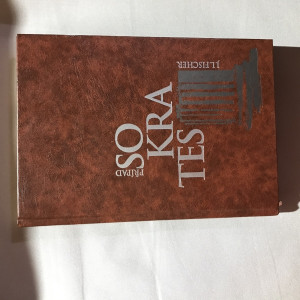 J.L.FISCHER
PŘÍPAD
SO
KRA
TES